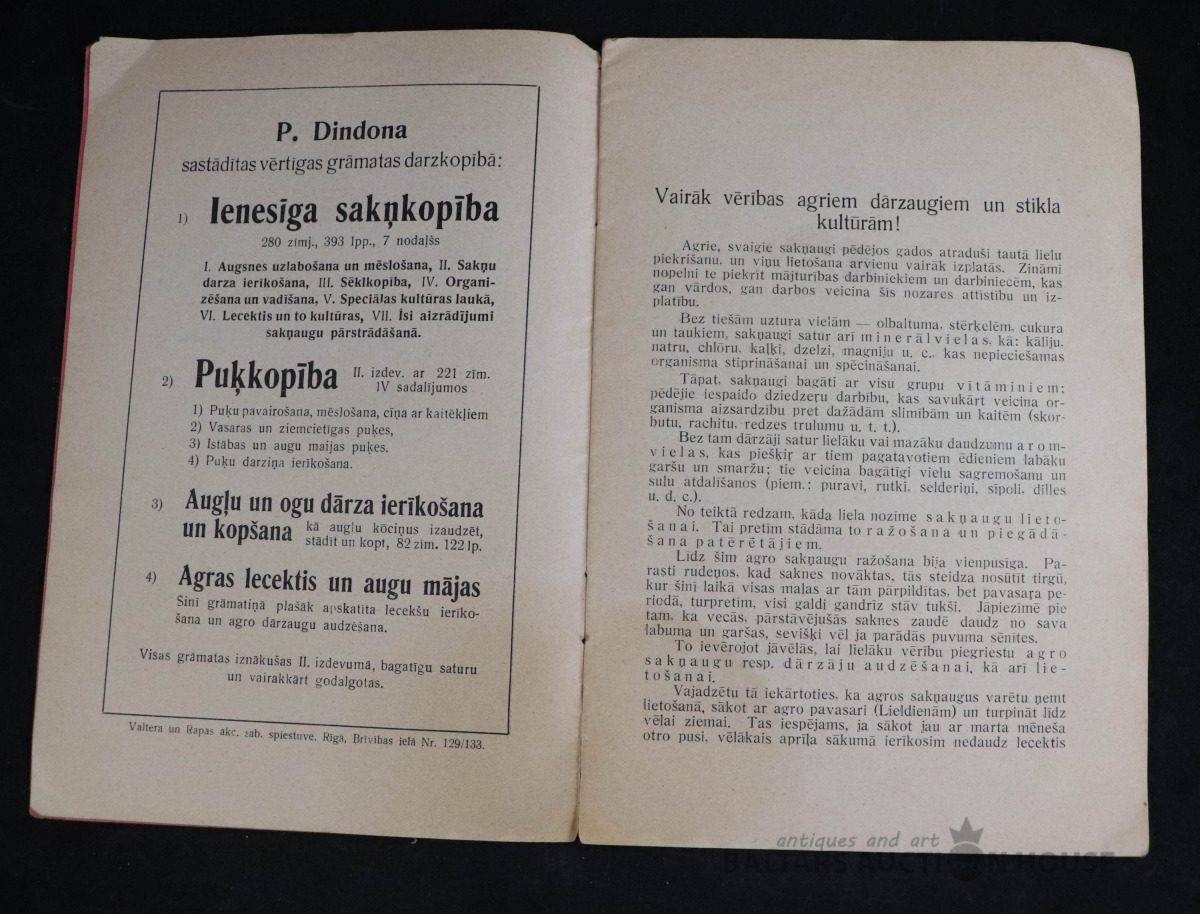 P. Dindona
sastādītas vērtīgas grāmatas darzkopībā:
1) Ienesīga sakņkopība
280 zīmj., 393 lpp., 7 nodaļšs
I. Augsnes uzlabošana un mēslošana, II. Sakņu
darza ierīkošana, III. Sēklkopība, IV. Organi-
zēšana un vadīšana, V. Speciālas kultūras laukā,
VI. Lecektis un to kultūras, VII. Īsi aizrādījumi
sakņaugu pārstrādāšanā.
2) Puķkopība II. izdev. ar 221 zīm.
IV sadalījumos
1) Puķu pavairošana, mēslošana, cīņa ar kaitēkļiem
2) Vasaras un ziemcietīgas puķes,
3) Istābas un augu maijas puķes,
4) Puķu darziņa ierīkošana.
3) Augļu un ogu dārza ierīkošana
un kopšana kā augļu kōciņus izaudzēt,
stādīt un kopt, 82 zīm. 122 lp.
4) Agras lecektis un augu mājas
Šinī grāmatiņā plašāk apskatīta lecekšu ierīko-
šana un agro dārzaugu audzēšana.
Visas grāmatas iznākušas II. izdevumā, bagatīgu saturu
un vairakkārt godalgotas.
Valtera un Rapas akc. sab. spiestuve, Rīgā, Brīvības ielā Nr. 129/133.
Vairāk vērības agriem dārzaugiem un stikla
kultūrām!
Agrie, svaigie sakņaugi pēdējos gados atraduši tautā lielu
piekrišanu, un viņu lietošana arvienu vairāk izplatās. Zināmi
nopelni te piekrīt mājturības darbiniekiem un darbiniecēm, kas
gan vārdos, gan darbos veicina šis nozares attīstību un iz-
platību.
Bez tiešām uztura vielām — olbaltuma, stērķelēm, cukura
un taukiem, sakņaugi satur arī minerālvielas, kā: kāliju,
natru, chlōru, kaļķi, dzelzi, magniju u. c., kas nepieciešamas
organisma stiprināšanai un spēcināšanai.
Tāpat, sakņaugi bagāti ar visu grupu vītāminiem;
pēdējie iespaido dziedzeŗu darbību, kas savukārt veicina or-
ganisma aizsardzību pret dažādām slimībām un kaitēm (skor-
butu, rachitu, redzes trulumu u. t. t.).
Bez tam dārzāji satur lielāku vai mazāku daudzumu arom-
vielas, kas piešķir ar tiem pagatavotiem ēdieniem labāku
garšu un smaržu; tie veicina bagātīgi vielu sagremošanu un
sulu atdalīšanos (piem.: puravi, rutki, selderiņi, sīpoli, dilles
u. d. c.).
No teiktā redzam, kāda liela nozīme sakņaugu lieto-
šanai. Tai pretim stādāma to ražošana un piegādā-
šana patērētājiem.
Līdz šim agro sakņaugu ražošana bija vienpusīga. Pa-
rasti rudeņos, kad saknes novāktas, tās steidza nosūtīt tirgū,
kur šinī laikā visas malas ar tām pārpildītas, bet pavasaŗa pe-
riodā, turpretīm, visi galdi gandrīz stāv tukši. Jāpiezīmē pie
tam, ka vecās, pārstāvējušās saknes zaudē daudz no sava
labuma un garšas, sevišķi vēl ja parādās puvuma sēnītes.
To ievērojot jāvēlās, lai lielāku vērību piegriestu agro
sakņaugu resp. dārzāju audzēšanai, kā arī lie-
tošanai.
Vajadzētu tā iekārtoties, ka agros sakņaugus varētu ņemt
lietošanā, sākot ar agro pavasari (Lieldienām) un turpināt līdz
vēlai ziemai. Tas iespējams, ja sākot jau ar marta mēneša
otro pusi, vēlākais aprīļa sākumā ierīkosim nedaudz lecektis
antiques and art
BALTARS AUCTION HOUSE